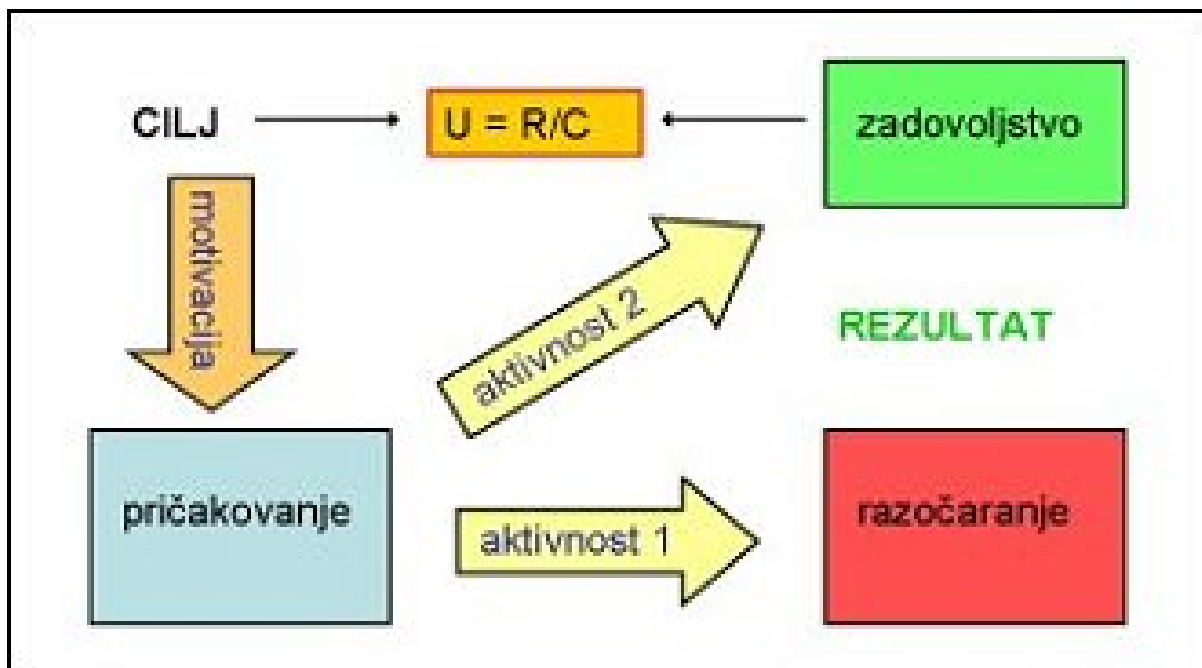 CILJ
U = R/C
zadovoljstvo
motivacija
aktivnost 2
REZULTAT
pričakovanje
aktivnost 1
razočaranje